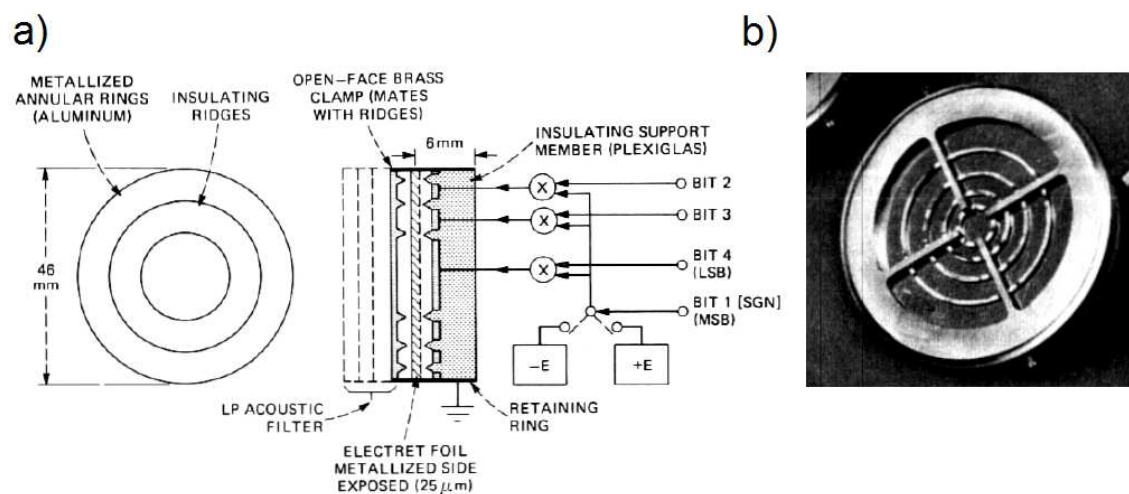 a)
b)
METALLIZED
ANNULAR RINGS
(ALUMINUM)
INSULATING
RIDGES
46
mm
OPEN-FACE BRASS
CLAMP (MATES
WITH RIDGES)
6mm
INSULATING SUPPORT
MEMBER (PLEXIGLAS)
X
BIT 2
X
BIT 3
X
BIT 4
(LSB)
BIT 1 [SGN]
(MSB)
-E
+E
LP ACOUSTIC
FILTER
RETAINING
RING
ELECTRET FOIL
METALLIZED SIDE
EXPOSED (25 μm)